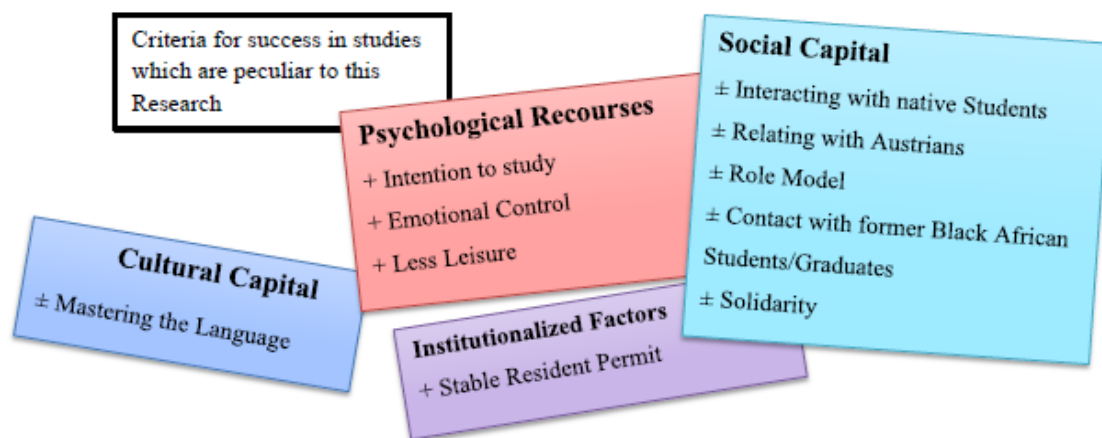 Criteria for success in studies
which are peculiar to this
Research
Psychological Recourses
+ Intention to study
+ Emotional Control
+ Less Leisure
Social Capital
± Interacting with native Students
± Relating with Austrians
± Role Model
± Contact with former Black African
Students/Graduates
± Solidarity
Cultural Capital
± Mastering the Language
Institutionalized Factors
+ Stable Resident Permit